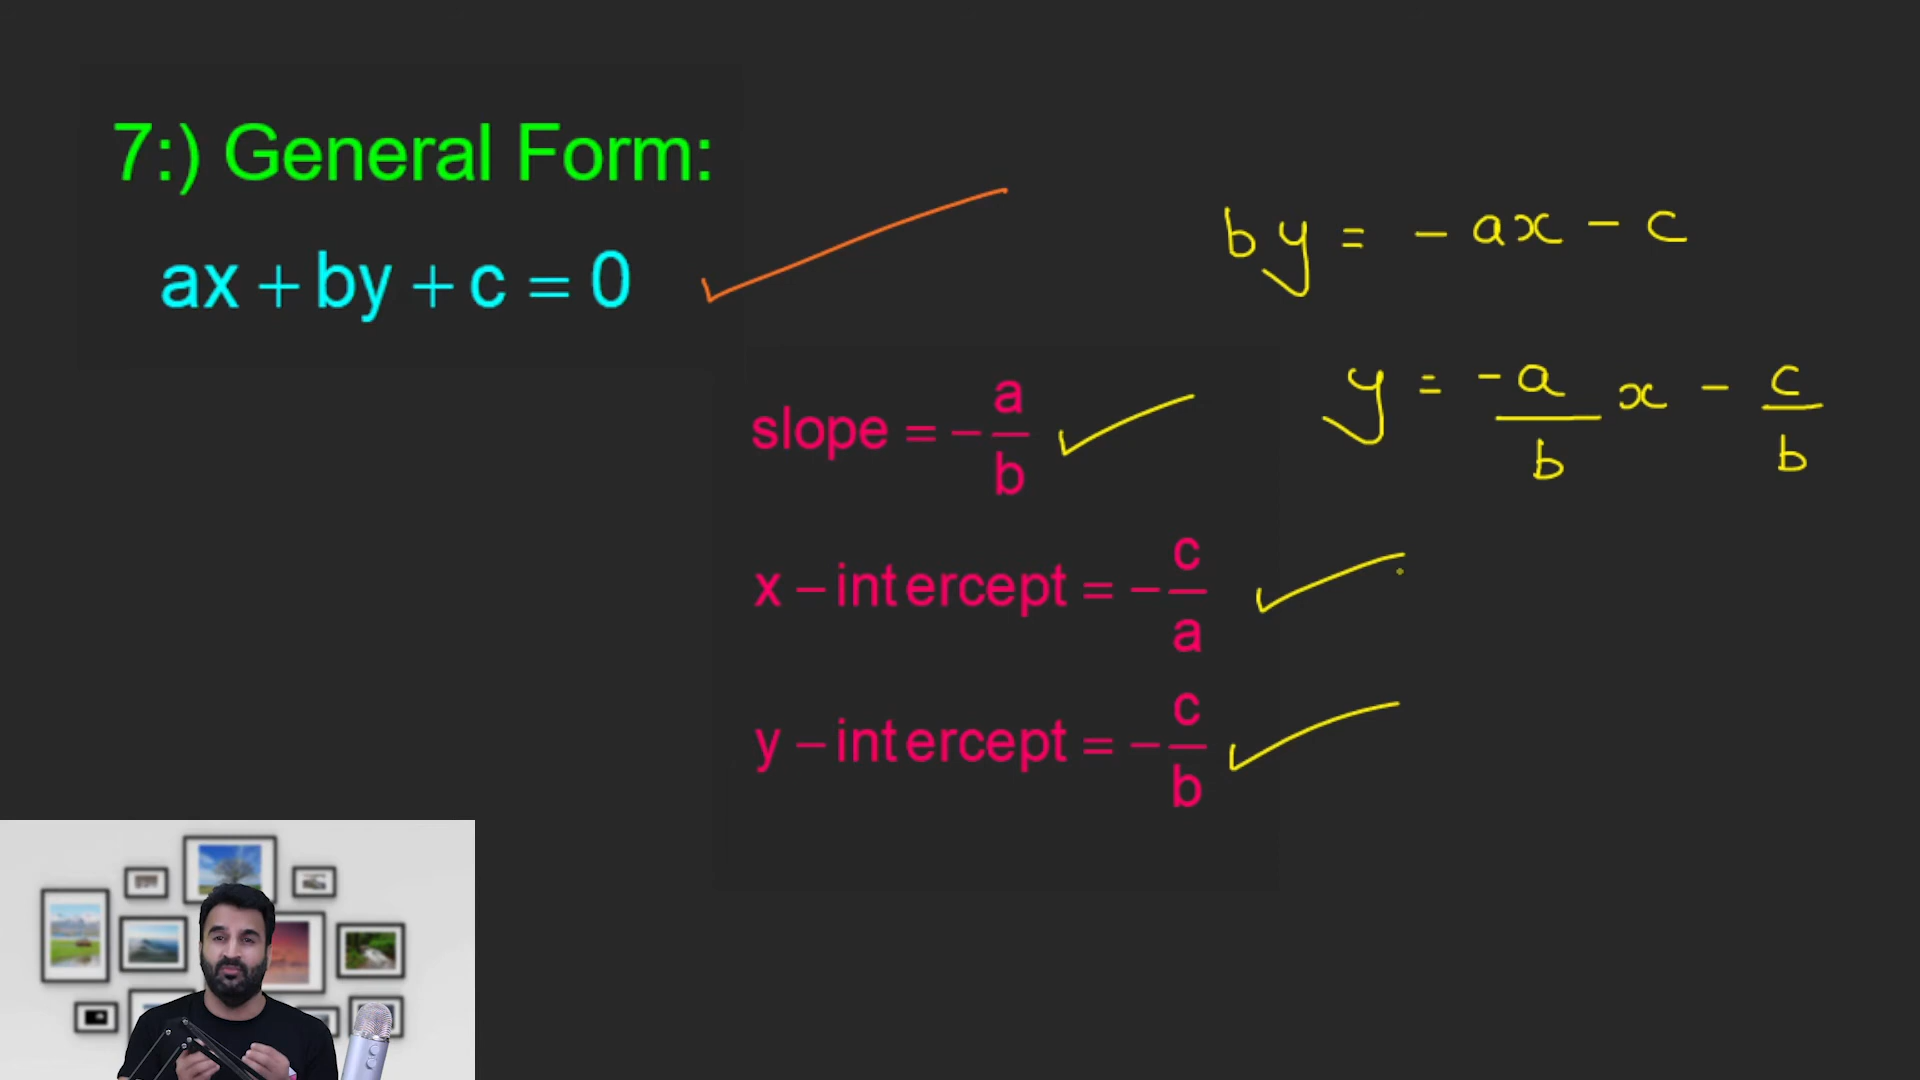 7:) General Form:
ax + by + c = 0
by = - ax - c
y = -a/b x - c/b
slope = - a/b
x - intercept = - c/a
y - intercept = - c/b